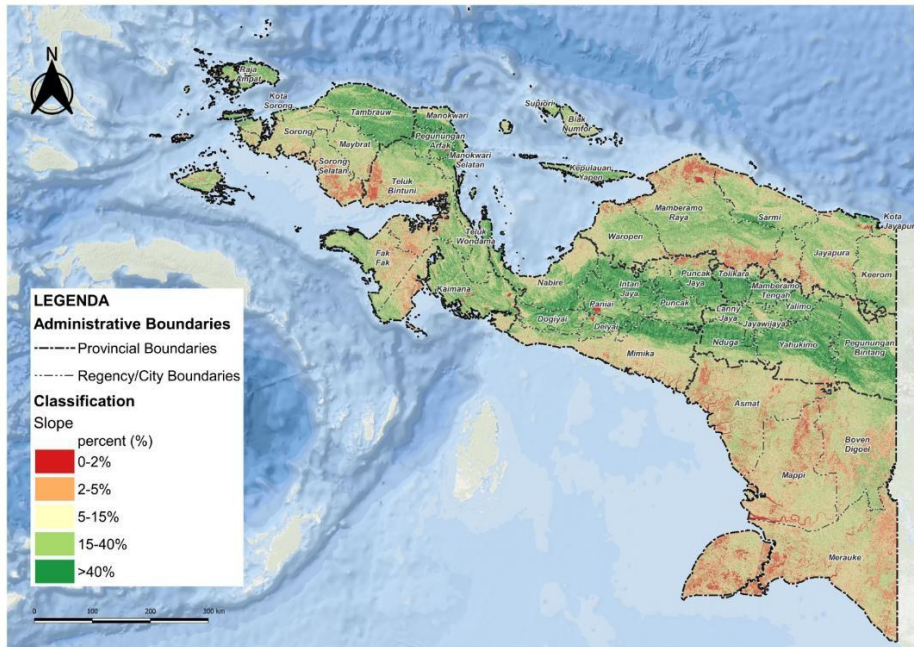 N
Raja
Ampat
Kota
Sorong
Tambrauw
Manokwari
Sorong
Maybrat
Pegunungan
Arfak
Manokwari
Selatan
Sorong
Selatan
Teluk
Bintuni
Supiori
Biak
Numfor
Kepulauan
Yapen
Fak
Fak
Teluk
Wondama
Kaimana
Waropen
Mamberamo
Raya
Sarmi
Kota
Jayapura
Jayapura
Keerom
Nabire
Intan
Jaya
Puncak
Jaya
Tolikara
Mamberamo
Tengah
Paniai
Puncak
Lanny
Jaya
Yalimo
Dogiyai
Deiyai
Jayawijaya
Nduga
Yahukimo
Pegunungan
Bintang
Mimika
Asmat
Boven
Digoel
Mappi
Merauke
LEGENDA
Administrative Boundaries
Provincial Boundaries
Regency/City Boundaries
Classification
Slope
percent (%)
0-2%
2-5%
5-15%
15-40%
>40%
0 100 200 300 km